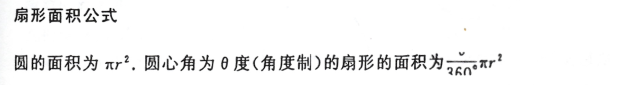 扇形面积公式
圆的面积为 πr². 圆心角为 θ 度(角度制)的扇形的面积为 /360° πr²